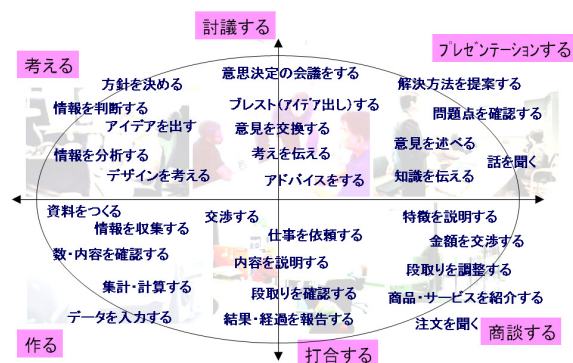 討議する
考える
プレゼンテーションする
方針を決める
情報を判断する
アイデアを出す
情報を分析する
デザインを考える
意思決定の会議をする
ブレスト(アイデア出し)する
意見を交換する
考えを伝える
アドバイスをする
解決方法を提案する
問題点を確認する
意見を述べる
話を聞く
知識を伝える
資料をつくる
情報を収集する
数・内容を確認する
集計・計算する
データを入力する
交渉する
仕事を依頼する
内容を説明する
段取りを確認する
結果・経過を報告する
特徴を説明する
金額を交渉する
段取りを調整する
商品・サービスを紹介する
注文を聞く
作る
打合する
商談する